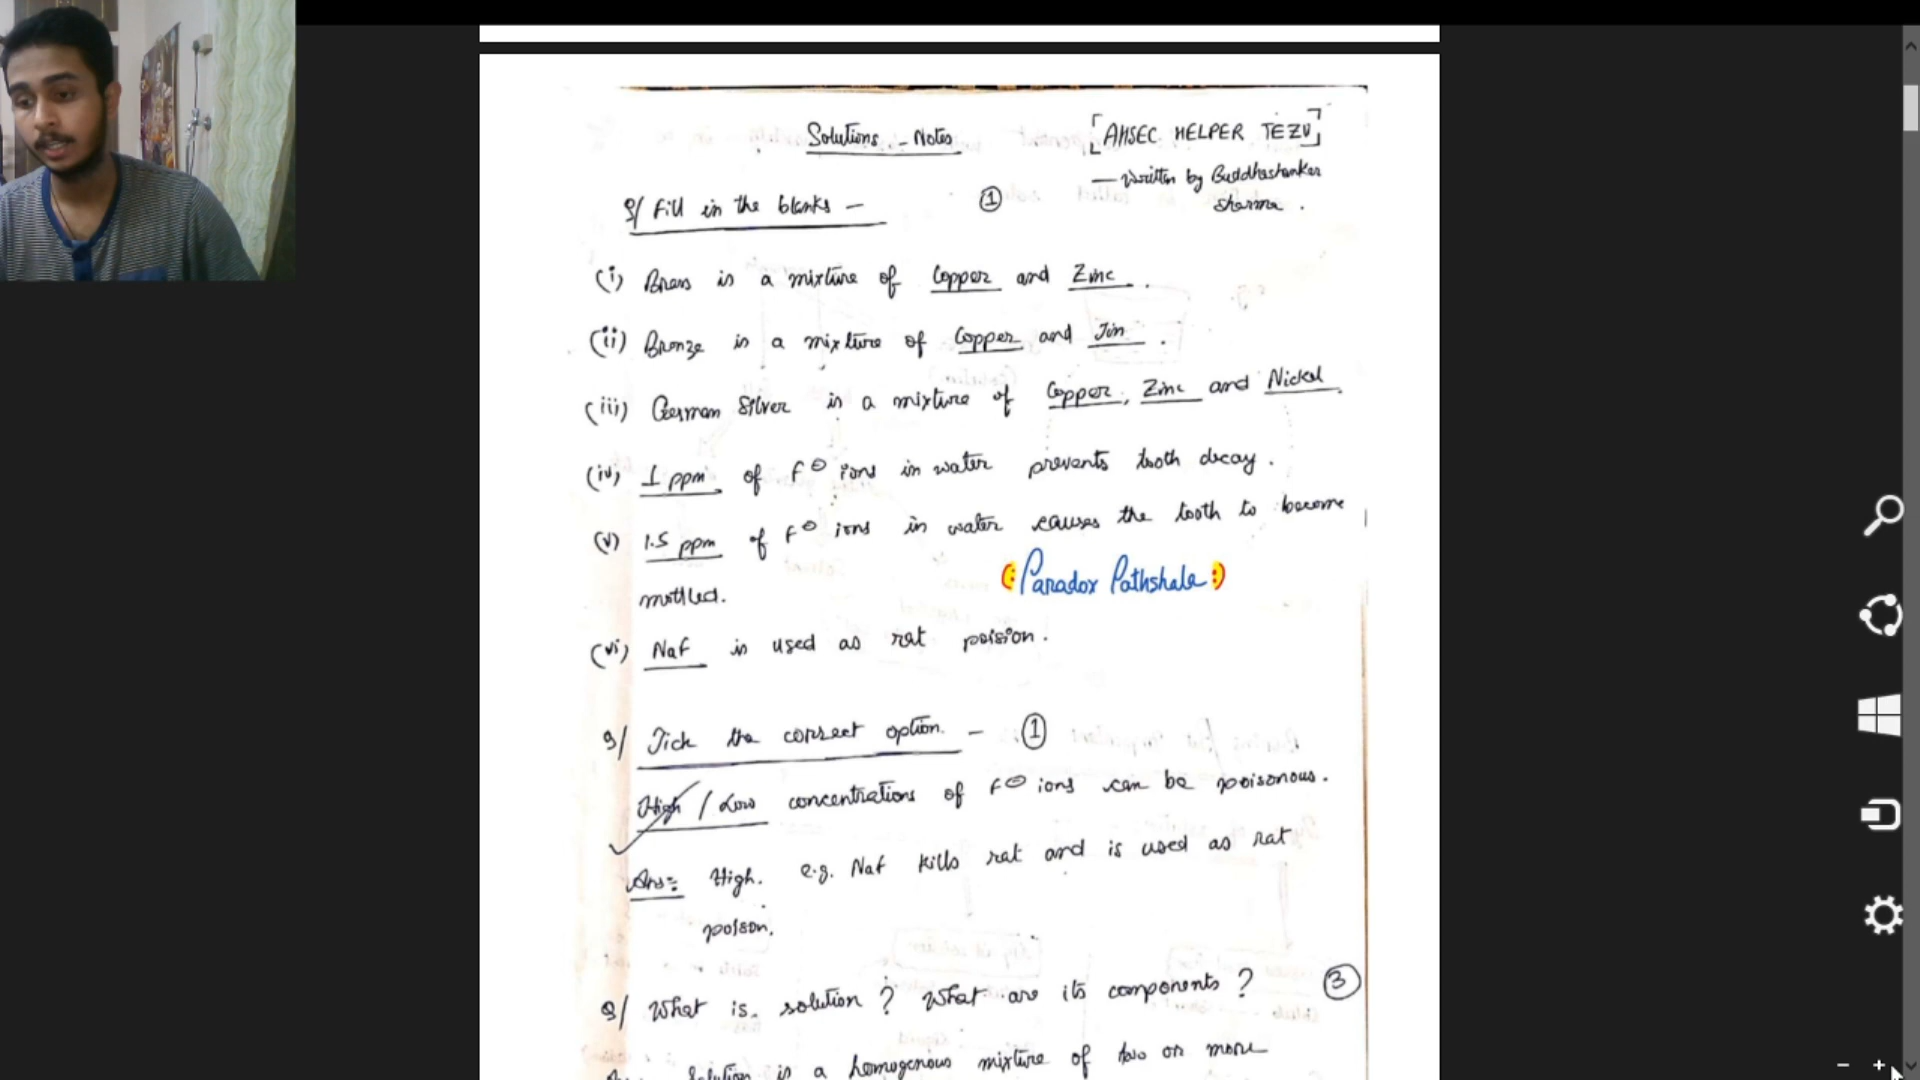 Solutions - Notes
[AHSEC HELPER TEZU]
— written by Buddhashankar
Sharma.
Q/ Fill in the blanks — ①
(i) Brass is a mixture of Copper and Zinc.
(ii) Bronze is a mixture of Copper and Tin.
(iii) German Silver is a mixture of Copper, Zinc and Nickel.
(iv) 1 ppm of F⊖ ions in water prevents tooth decay.
(v) 1.5 ppm of F⊖ ions in water causes the tooth to become
mottled.
Paradox Pathshala
(vi) NaF is used as rat poision.
Q/ Tick the correct option. — ①
High / Low concentrations of F⊖ ions can be poisonous.
Ans:- High. e.g. NaF kills rat and is used as rat
poison.
Q/ What is solution? What are its components? ③
Solution is a homogenous mixture of two or more